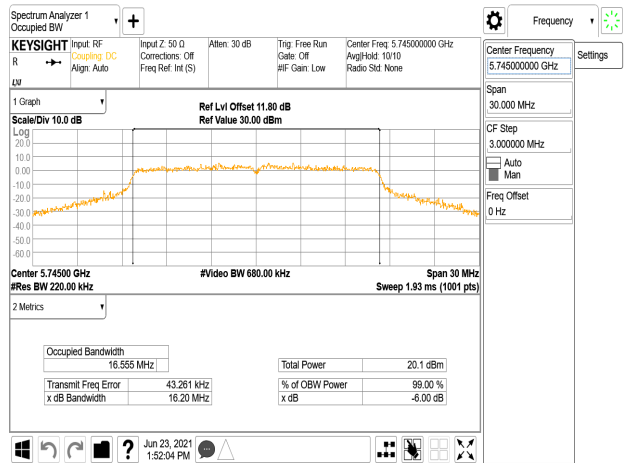 Spectrum Analyzer 1
Occupied BW
Frequency
KEYSIGHT
Input: RF
Coupling: DC
Align: Auto
Input Z: 50 Ω
Corrections: Off
Freq Ref: Int (S)
Atten: 30 dB
Trig: Free Run
Gate: Off
#IF Gain: Low
Center Freq: 5.745000000 GHz
Avg|Hold: 10/10
Radio Std: None
R
LXI
Center Frequency
5.745000000 GHz
Settings
Span
30.000 MHz
CF Step
3.000000 MHz
Auto
Man
Freq Offset
0 Hz
1 Graph
Scale/Div 10.0 dB
Ref Lvl Offset 11.80 dB
Ref Value 30.00 dBm
Log
20.0
10.0
0.00
-10.0
-20.0
-30.0
-40.0
-50.0
-60.0
Center 5.74500 GHz
#Video BW 680.00 kHz
Span 30 MHz
#Res BW 220.00 kHz
Sweep 1.93 ms (1001 pts)
2 Metrics
Occupied Bandwidth
16.555 MHz
Total Power 20.1 dBm
Transmit Freq Error 43.261 kHz
% of OBW Power 99.00 %
x dB Bandwidth 16.20 MHz
x dB -6.00 dB
?
Jun 23, 2021
1:52:04 PM